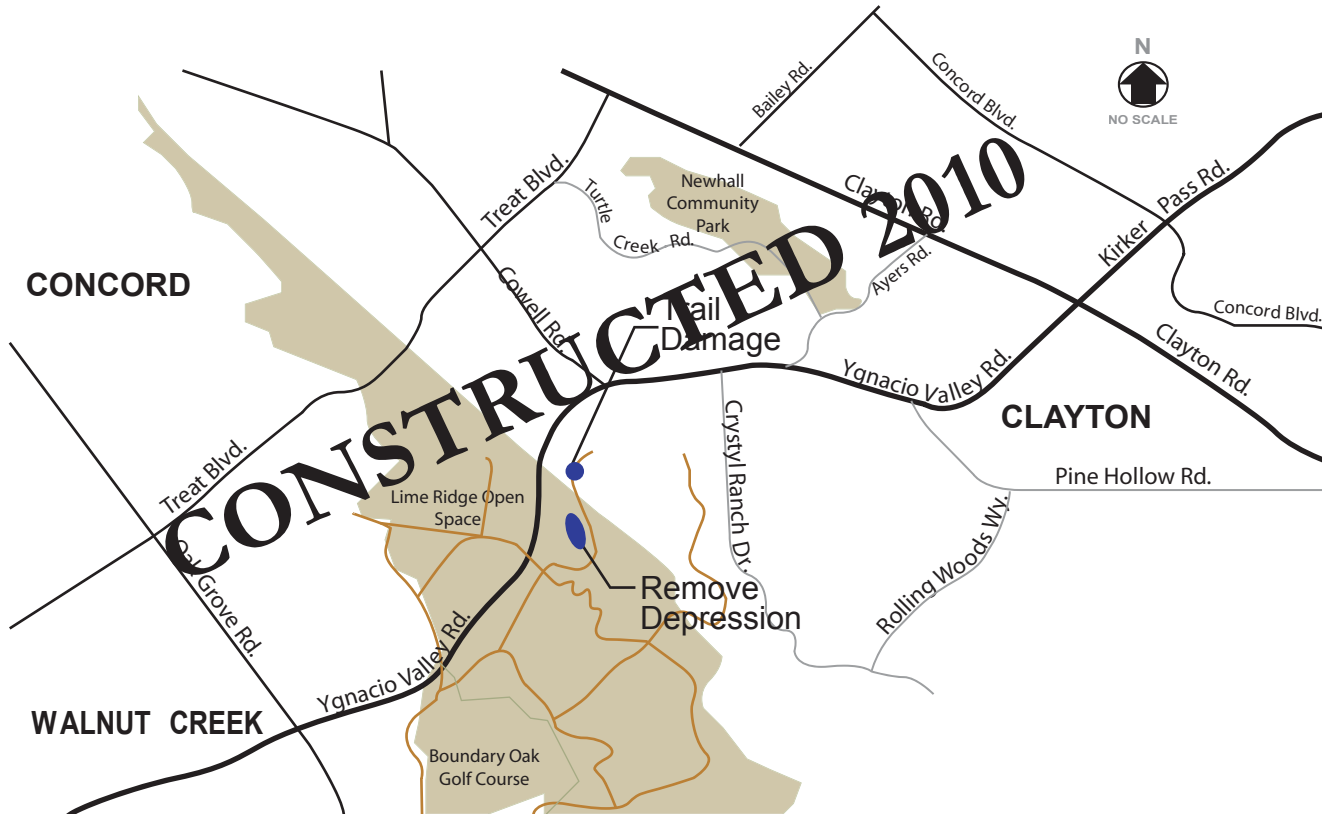 Bailey Rd.
Concord Blvd.
N
NO SCALE
Treat Blvd.
Turtle
Creek Rd.
Newhall
Community
Park
Clayton Rd.
Ayers Rd.
Kirker Pass Rd.
Concord Blvd.
CONCORD
Cowell Rd.
CONSTRUCTED 2010
Trail
Damage
Ygnacio Valley Rd.
Clayton Rd.
CLAYTON
Crystyl Ranch Dr.
Pine Hollow Rd.
Treat Blvd.
Lime Ridge Open
Space
Oak Grove Rd.
Remove
Depression
Rolling Woods Wy.
Ygnacio Valley Rd.
WALNUT CREEK
Boundary Oak
Golf Course